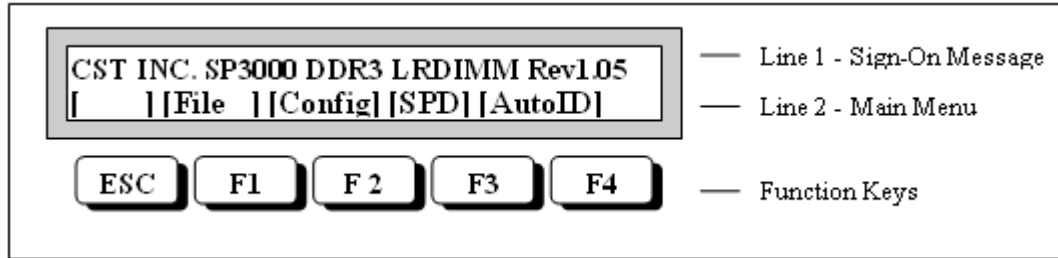 CST INC. SP3000 DDR3 LRDIMM Rev1.05
[ ] [File ] [Config] [SPD] [AutoID]
Line 1 - Sign-On Message
Line 2 - Main Menu
ESC F1 F 2 F3 F4
Function Keys